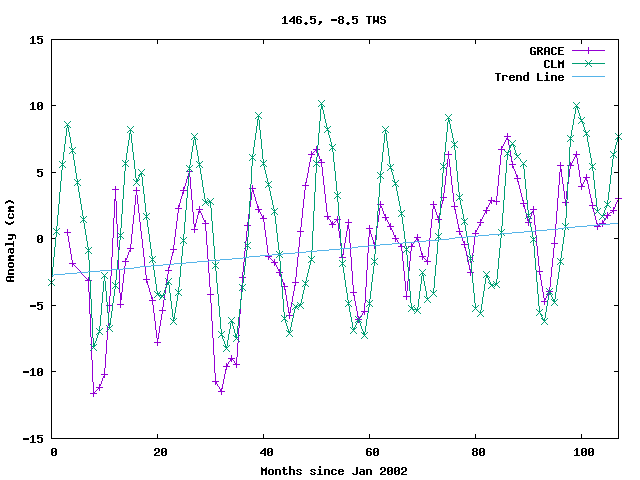 146.5, -8.5 TWS
GRACE
CLM
Trend Line
15
10
5
0
-5
-10
-15
Anomaly (cm)
0 20 40 60 80 100
Months since Jan 2002